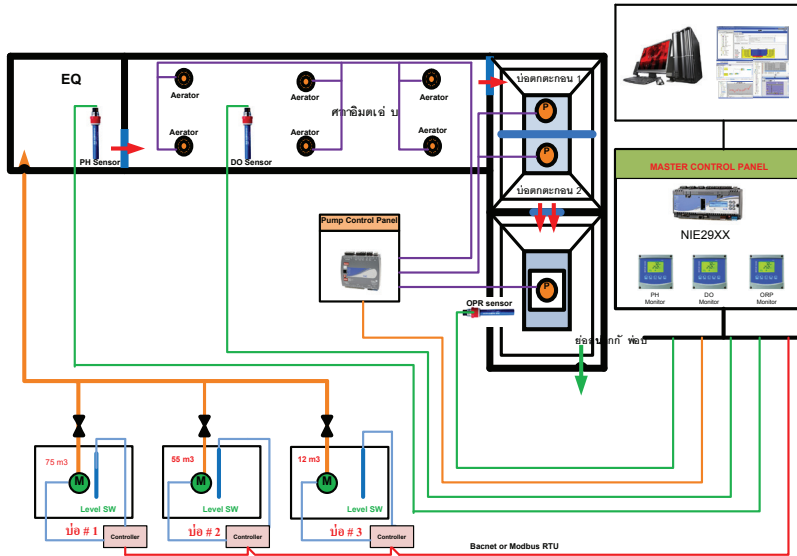 EQ
Aerator
Aerator
Aerator
บ่อตกตะกอน 1
P
Aerator
Aerator
Aerator
PH Sensor
DO Sensor
P
บ่อตกตะกอน 2
MASTER CONTROL PANEL
NIE29XX
Pump Control Panel
PH
Monitor
DO
Monitor
ORP
Monitor
P
OPR sensor
75 m3
55 m3
12 m3
M
M
M
Level SW
Level SW
Level SW
บ่อ # 1
Controller
บ่อ # 2
Controller
บ่อ # 3
Controller
Bacnet or Modbus RTU